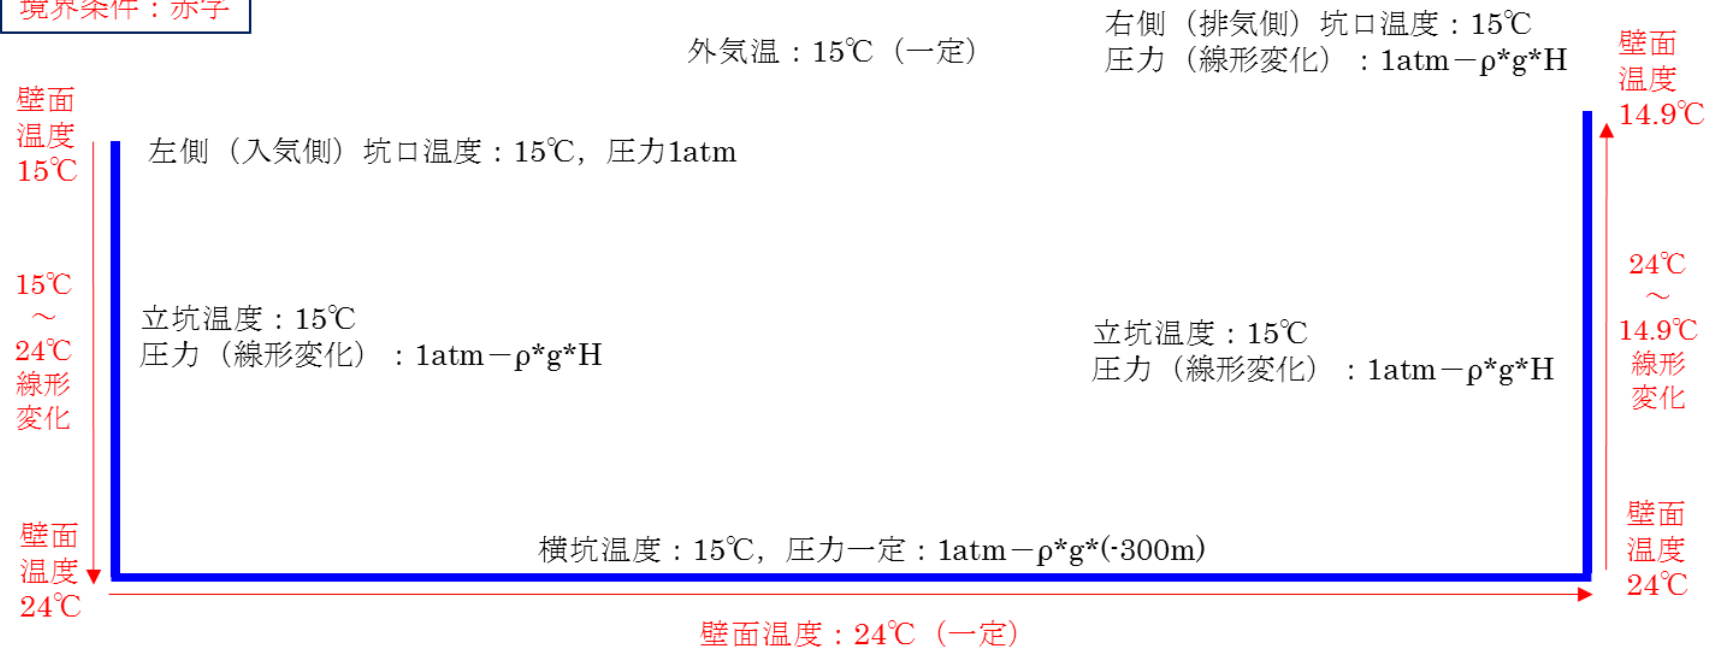 境界条件：赤字
外気温：15℃（一定）
右側（排気側）坑口温度：15℃
圧力（線形変化）：1atm－ρ*g*H
壁面
温度
14.9℃
壁面
温度
15℃
左側（入気側）坑口温度：15℃，圧力1atm
15℃
～
24℃
線形
変化
立坑温度：15℃
圧力（線形変化）：1atm－ρ*g*H
立坑温度：15℃
圧力（線形変化）：1atm－ρ*g*H
24℃
～
14.9℃
線形
変化
壁面
温度
24℃
横坑温度：15℃，圧力一定：1atm－ρ*g*(-300m)
壁面
温度
24℃
壁面温度：24℃（一定）